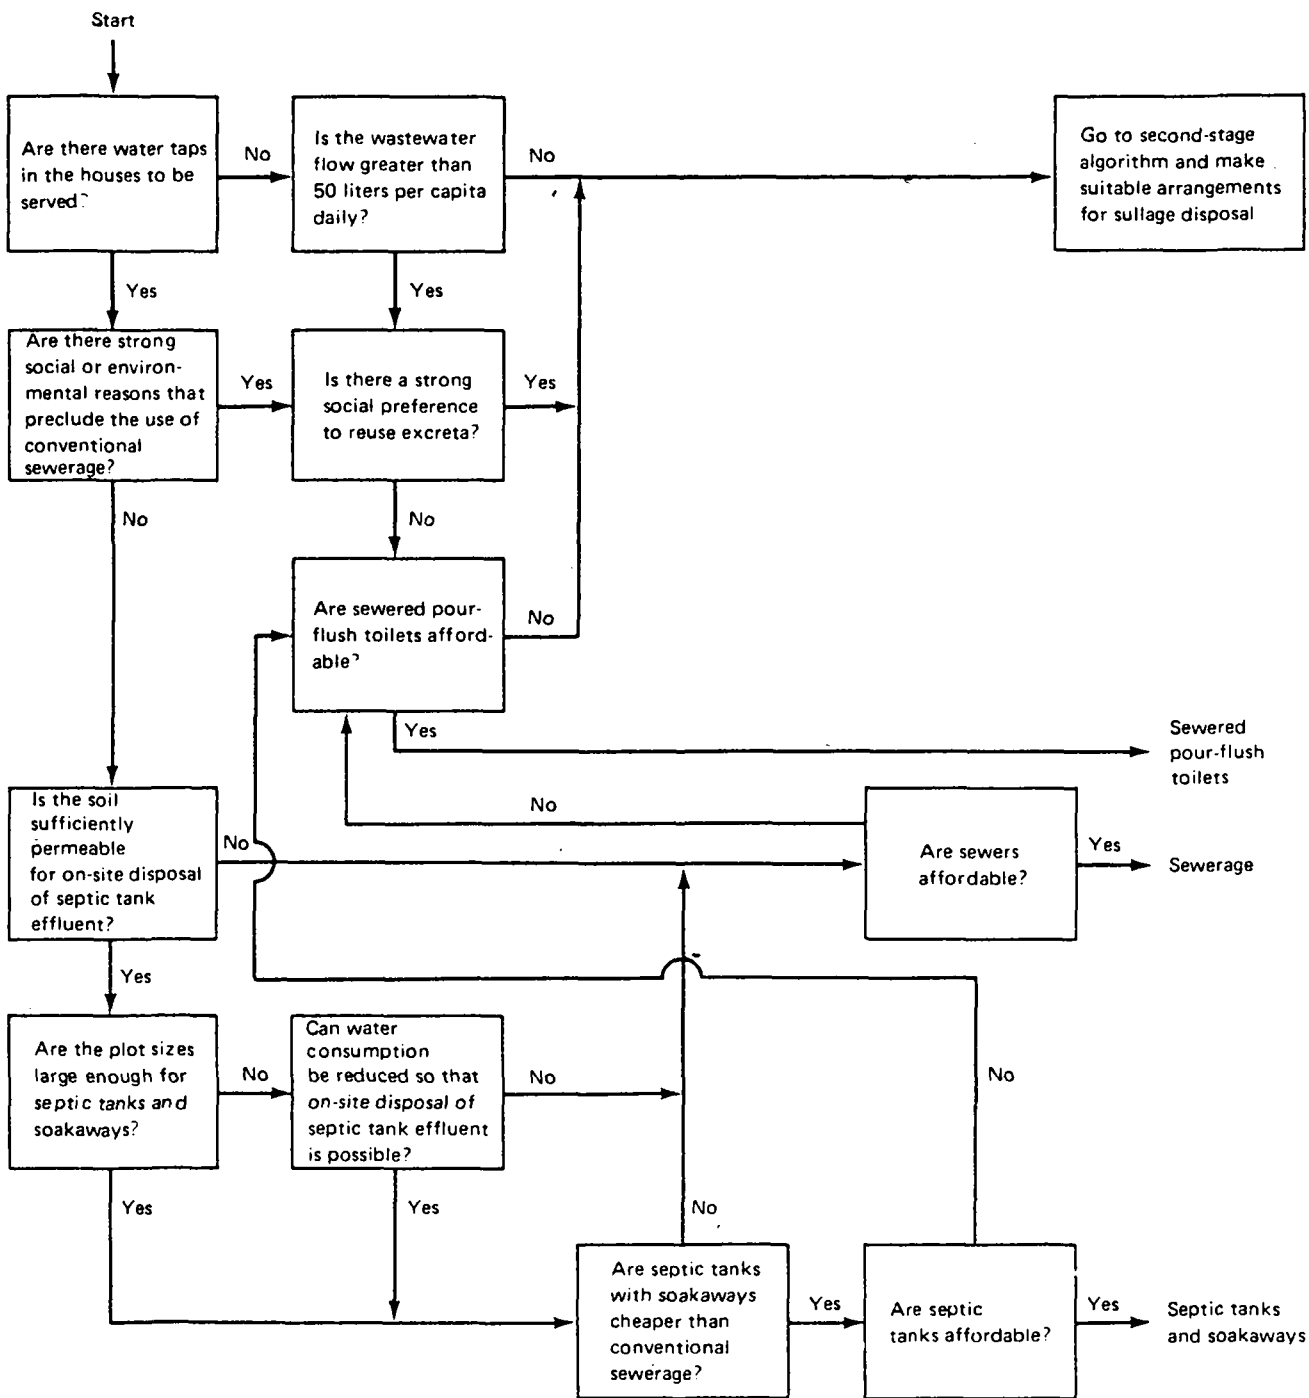 Start
Are there water taps
in the houses to be
served?
No
Is the wastewater
flow greater than
50 liters per capita
daily?
No
Go to second-stage
algorithm and make
suitable arrangements
for sullage disposal
Yes
Yes
Are there strong
social or environ-
mental reasons that
preclude the use of
conventional
sewerage?
Yes
Is there a strong
social preference
to reuse excreta?
Yes
No
No
Are sewered pour-
flush toilets afford-
able?
No
Yes
Sewered
pour-flush
toilets
Is the soil
sufficiently
permeable
for on-site disposal
of septic tank
effluent?
No
No
Are sewers
affordable?
Yes
Sewerage
Yes
Are the plot sizes
large enough for
septic tanks and
soakaways?
No
Can water
consumption
be reduced so that
on-site disposal of
septic tank effluent
is possible?
No
No
Yes
Yes
No
Are septic tanks
with soakaways
cheaper than
conventional
sewerage?
Yes
Are septic
tanks affordable?
Yes
Septic tanks
and soakaways